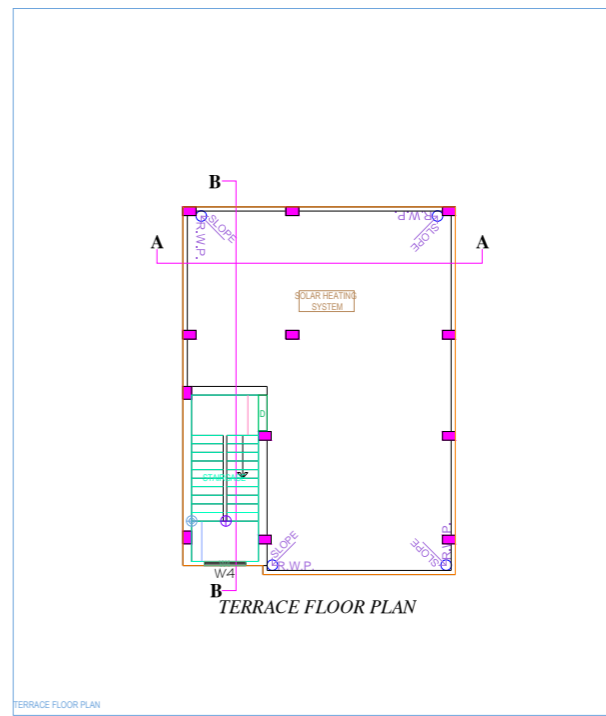 B
A
A
SLOPE
R.W.P.
R.W.P.
SLOPE
SOLAR HEATING
SYSTEM
D
STAIRCASE
W4
SLOPE
R.W.P.
SLOPE
R.W.P.
B
TERRACE FLOOR PLAN
TERRACE FLOOR PLAN